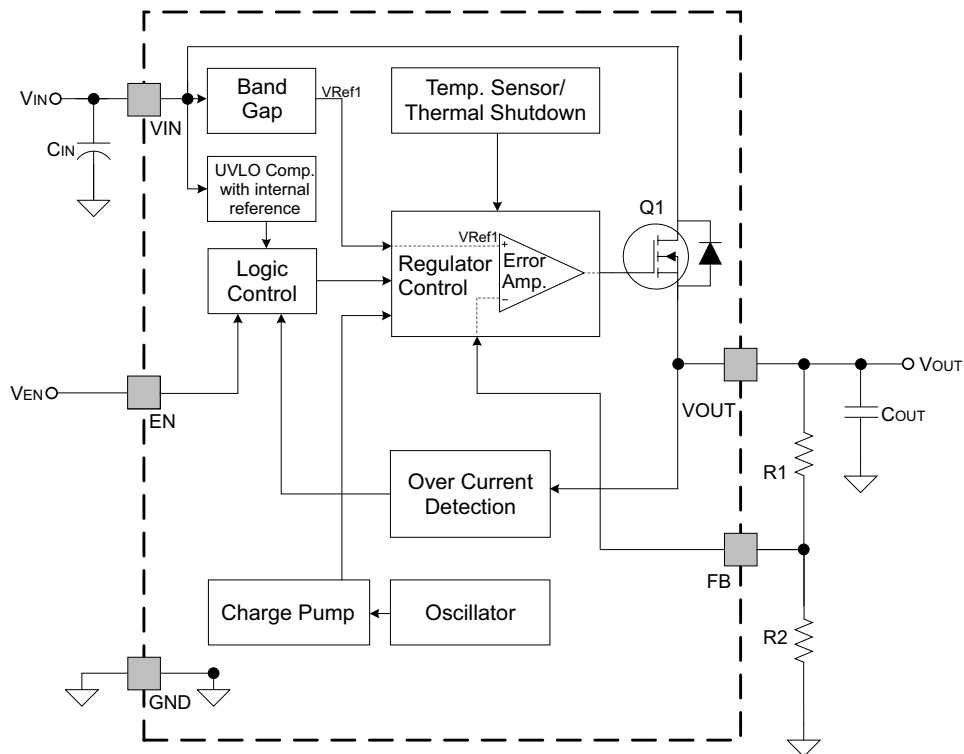 Band
Gap
VRef1
Temp. Sensor/
Thermal Shutdown
VIN
VIN
CIN
UVLO Comp.
with internal
reference
Q1
VRef1
+
Regulator
Control
Error
Amp.
−
Logic
Control
VEN
EN
VOUT
VOUT
COUT
R1
Over Current
Detection
FB
Charge Pump
Oscillator
R2
GND